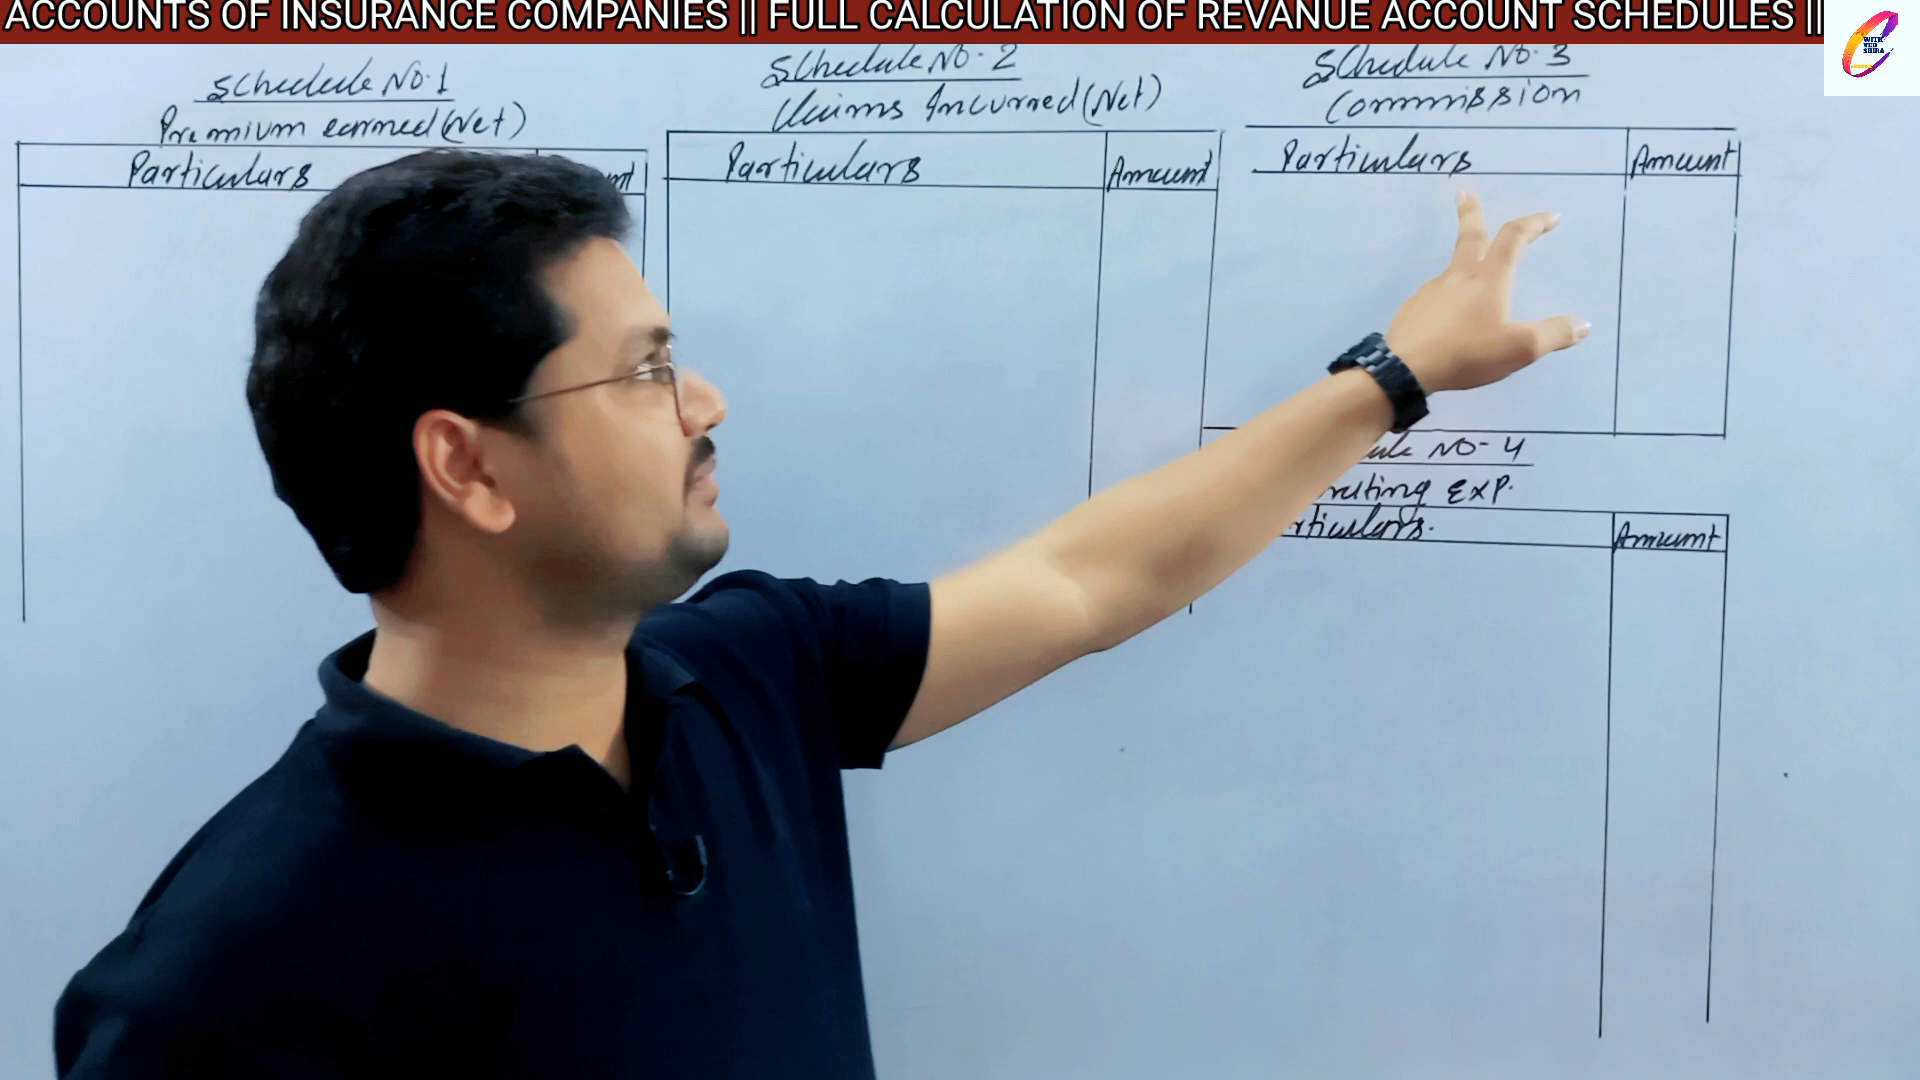 ACCOUNTS OF INSURANCE COMPANIES || FULL CALCULATION OF REVANUE ACCOUNT SCHEDULES ||
Schedule No. 1
Premium earned (Net)
Particulars
Schedule No. 2
Claims Incurred (Net)
Particulars Amount
Schedule No. 3
Commission
Particulars Amount
No-4
Exp.
Amount